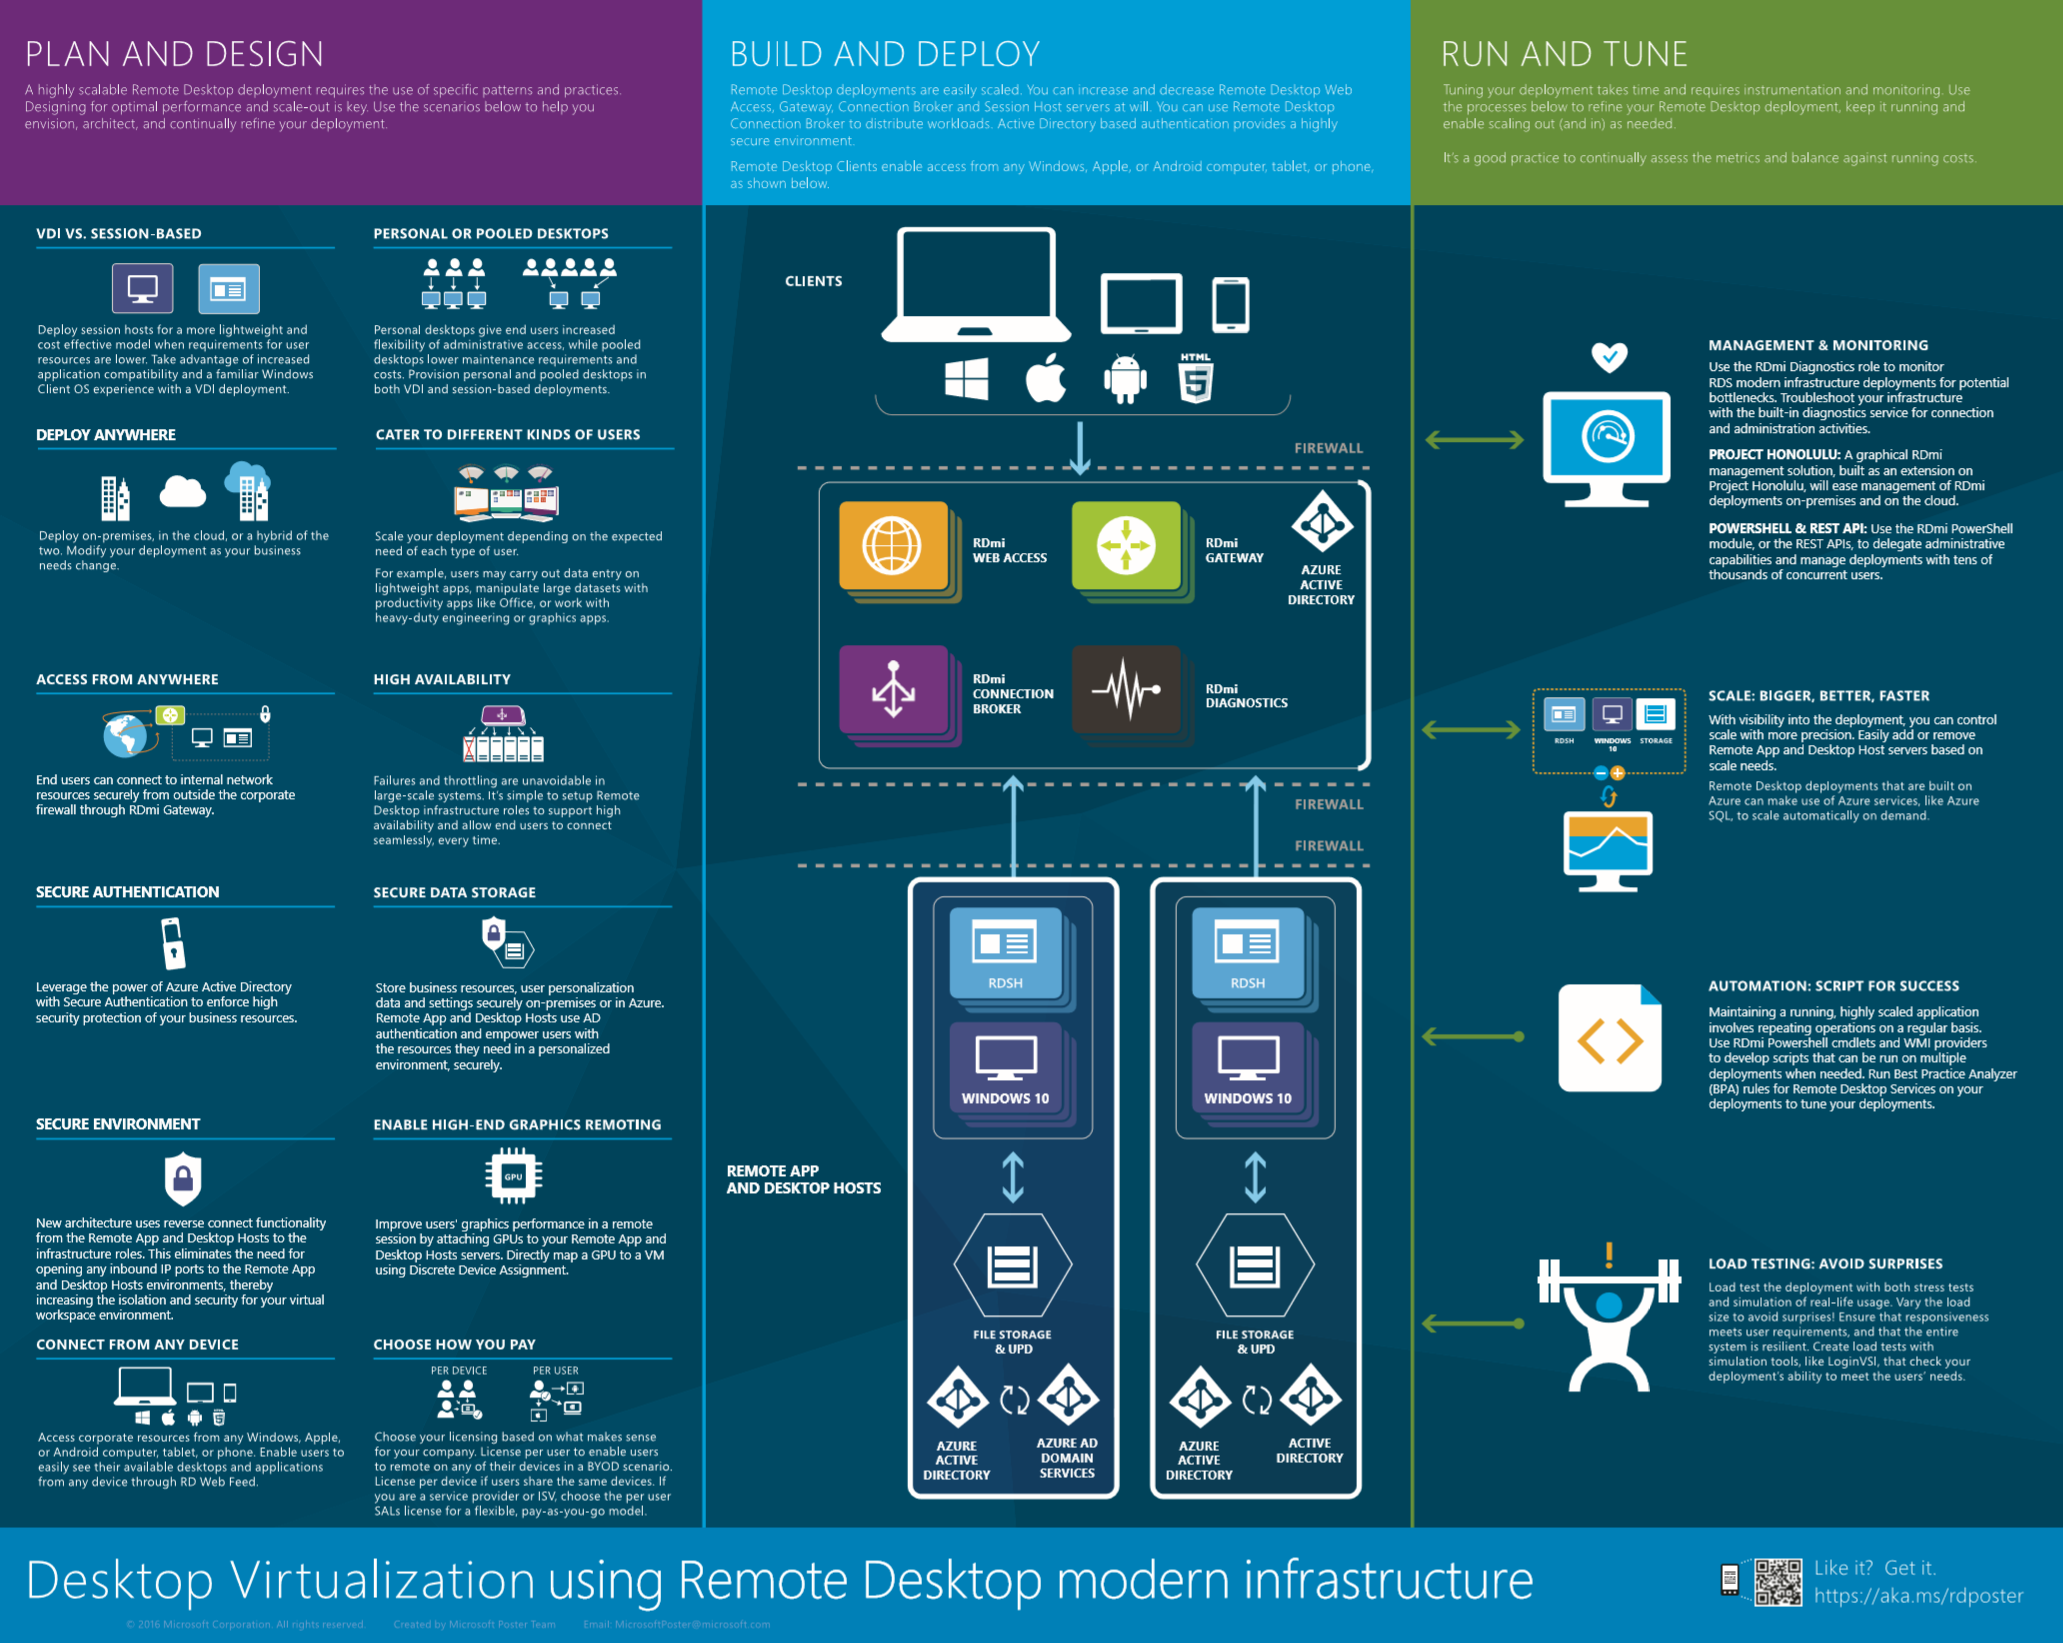 PLAN AND DESIGN
A highly scalable Remote Desktop deployment requires the use of specific patterns and practices.
Designing for optimal performance and scale-out is key. Use the scenarios below to help you
envision, architect, and continually refine your deployment.
VDI VS. SESSION-BASED
Deploy session hosts for a more lightweight and
cost effective model when requirements for user
resources are lower. Take advantage of increased
application compatibility and a familiar Windows
Client OS experience with a VDI deployment.
PERSONAL OR POOLED DESKTOPS
Personal desktops give end users increased
flexibility of administrative access, while pooled
desktops lower maintenance requirements and
costs. Provision personal and pooled desktops in
both VDI and session-based deployments.
DEPLOY ANYWHERE
Deploy on-premises, in the cloud, or a hybrid of the
two. Modify your deployment as your business
needs change.
CATER TO DIFFERENT KINDS OF USERS
Scale your deployment depending on the expected
need of each type of user.
For example, users may carry out data entry on
lightweight apps, manipulate large datasets with
productivity apps like Office, or work with
heavy-duty engineering or graphics apps.
ACCESS FROM ANYWHERE
End users can connect to internal network
resources securely from outside the corporate
firewall through RDmi Gateway.
HIGH AVAILABILITY
Failures and throttling are unavoidable in
large-scale systems. It's simple to setup Remote
Desktop infrastructure roles to support high
availability and allow end users to connect
seamlessly, every time.
SECURE AUTHENTICATION
Leverage the power of Azure Active Directory
with Secure Authentication to enforce high
security protection of your business resources.
SECURE DATA STORAGE
Store business resources, user personalization
data and settings securely on-premises or in Azure.
Remote App and Desktop Hosts use AD
authentication and empower users with
the resources they need in a personalized
environment, securely.
SECURE ENVIRONMENT
New architecture uses reverse connect functionality
from the Remote App and Desktop Hosts to the
infrastructure roles. This eliminates the need for
opening any inbound IP ports to the Remote App
and Desktop Hosts environments, thereby
increasing the isolation and security for your virtual
workspace environment.
ENABLE HIGH-END GRAPHICS REMOTING
GPU
Improve users' graphics performance in a remote
session by attaching GPUs to your Remote App and
Desktop Hosts servers. Directly map a GPU to a VM
using Discrete Device Assignment.
CONNECT FROM ANY DEVICE
Access corporate resources from any Windows, Apple,
or Android computer, tablet, or phone. Enable users to
easily see their available desktops and applications
from any device through RD Web Feed.
CHOOSE HOW YOU PAY
PER DEVICE
PER USER
Choose your licensing based on what makes sense
for your company. License per user to enable users
to remote on any of their devices in a BYOD scenario.
License per device if users share the same devices. If
you are a service provider or ISV, choose the per user
SALs license for a flexible, pay-as-you-go model.
BUILD AND DEPLOY
Remote Desktop deployments are easily scaled. You can increase and decrease Remote Desktop Web
Access, Gateway, Connection Broker and Session Host servers at will. You can use Remote Desktop
Connection Broker to distribute workloads. Active Directory based authentication provides a highly
secure environment.
Remote Desktop Clients enable access from any Windows, Apple, or Android computer, tablet, or phone,
as shown below.
CLIENTS
HTML
5
FIREWALL
RDmi
WEB ACCESS
RDmi
GATEWAY
AZURE
ACTIVE
DIRECTORY
RDmi
CONNECTION
BROKER
RDmi
DIAGNOSTICS
FIREWALL
FIREWALL
REMOTE APP
AND DESKTOP HOSTS
RDSH
WINDOWS 10
FILE STORAGE
& UPD
AZURE
ACTIVE
DIRECTORY
AZURE AD
DOMAIN
SERVICES
RDSH
WINDOWS 10
FILE STORAGE
& UPD
AZURE
ACTIVE
DIRECTORY
ACTIVE
DIRECTORY
RUN AND TUNE
Tuning your deployment takes time and requires instrumentation and monitoring. Use
the processes below to refine your Remote Desktop deployment, keep it running and
enable scaling out (and in) as needed.
It's a good practice to continually assess the metrics and balance against running costs.
MANAGEMENT & MONITORING
Use the RDmi Diagnostics role to monitor
RDS modern infrastructure deployments for potential
bottlenecks. Troubleshoot your infrastructure
with the built-in diagnostics service for connection
and administration activities.
PROJECT HONOLULU: A graphical RDmi
management solution, built as an extension on
Project Honolulu, will ease management of RDmi
deployments on-premises and on the cloud.
POWERSHELL & REST API: Use the RDmi PowerShell
module, or the REST APIs, to delegate administrative
capabilities and manage deployments with tens of
thousands of concurrent users.
RDSH
WINDOWS
10
STORAGE
SCALE: BIGGER, BETTER, FASTER
With visibility into the deployment, you can control
scale with more precision. Easily add or remove
Remote App and Desktop Host servers based on
scale needs.
Remote Desktop deployments that are built on
Azure can make use of Azure services, like Azure
SQL, to scale automatically on demand.
AUTOMATION: SCRIPT FOR SUCCESS
Maintaining a running, highly scaled application
involves repeating operations on a regular basis.
Use RDmi Powershell cmdlets and WMI providers
to develop scripts that can be run on multiple
deployments when needed. Run Best Practice Analyzer
(BPA) rules for Remote Desktop Services on your
deployments to tune your deployments.
LOAD TESTING: AVOID SURPRISES
Load test the deployment with both stress tests
and simulation of real-life usage. Vary the load
size to avoid surprises! Ensure that responsiveness
meets user requirements, and that the entire
system is resilient. Create load tests with
simulation tools, like LoginVSI, that check your
deployment's ability to meet the users' needs.
Desktop Virtualization using Remote Desktop modern infrastructure
© 2016 Microsoft Corporation. All rights reserved. Created by Microsoft Poster Team Email: MicrosoftPoster@microsoft.com
Like it? Get it.
https://aka.ms/rdposter